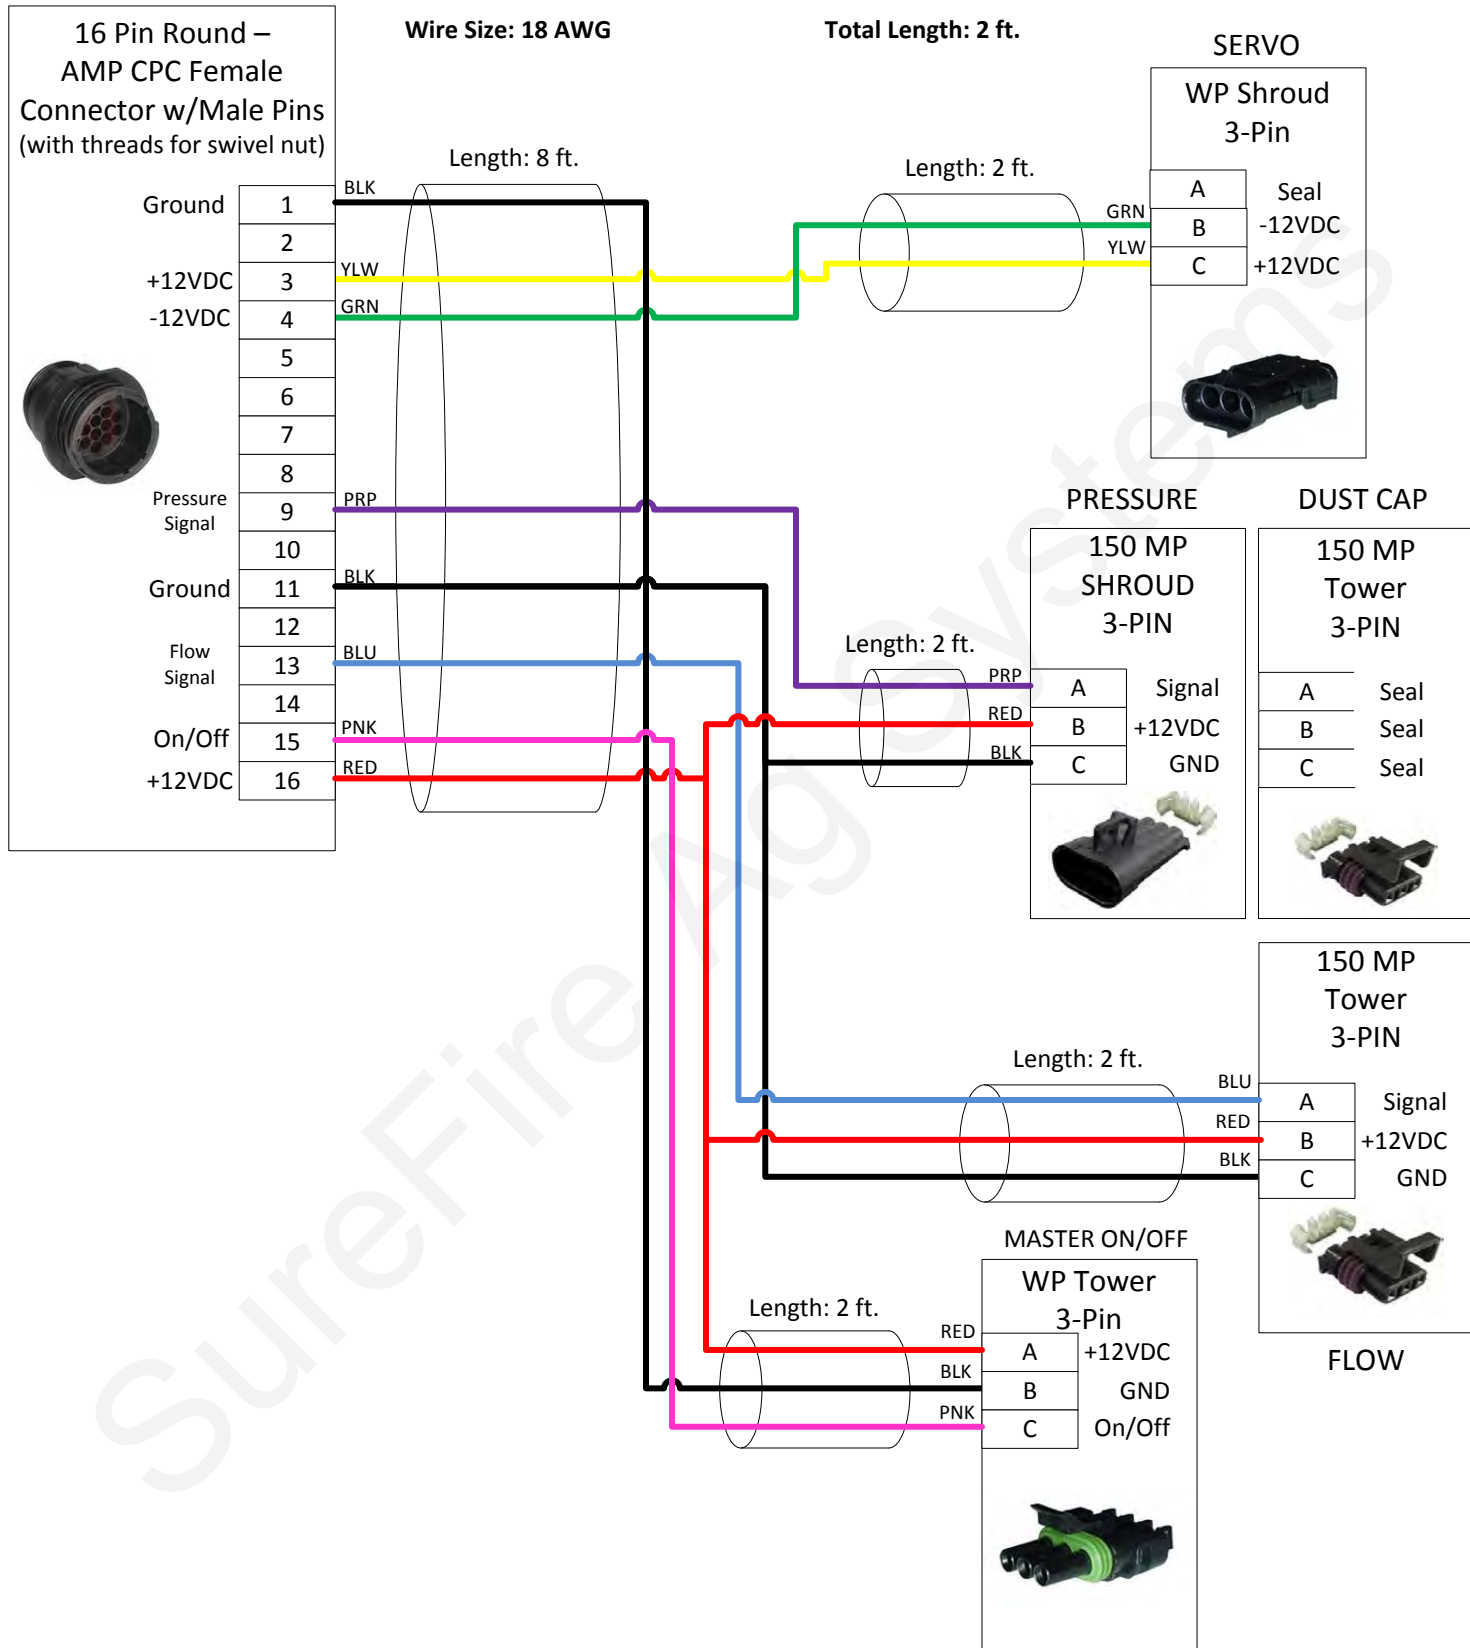 16 Pin Round –
AMP CPC Female
Connector w/Male Pins
(with threads for swivel nut)
Wire Size: 18 AWG
Total Length: 2 ft.
Length: 8 ft.
Ground 1 BLK
2
+12VDC 3 YLW
-12VDC 4 GRN
5
6
7
8
Pressure
Signal
9 PRP
10
Ground 11 BLK
12
Flow
Signal
13 BLU
14
On/Off 15 PNK
+12VDC 16 RED
SERVO
WP Shroud
3-Pin
Length: 2 ft.
A Seal
GRN B -12VDC
YLW C +12VDC
PRESSURE
150 MP
SHROUD
3-PIN
Length: 2 ft.
PRP A Signal
RED B +12VDC
BLK C GND
DUST CAP
150 MP
Tower
3-PIN
A Seal
B Seal
C Seal
150 MP
Tower
3-PIN
Length: 2 ft.
BLU A Signal
RED B +12VDC
BLK C GND
FLOW
MASTER ON/OFF
WP Tower
3-Pin
Length: 2 ft.
RED A +12VDC
BLK B GND
PNK C On/Off
SureFire Ag Systems